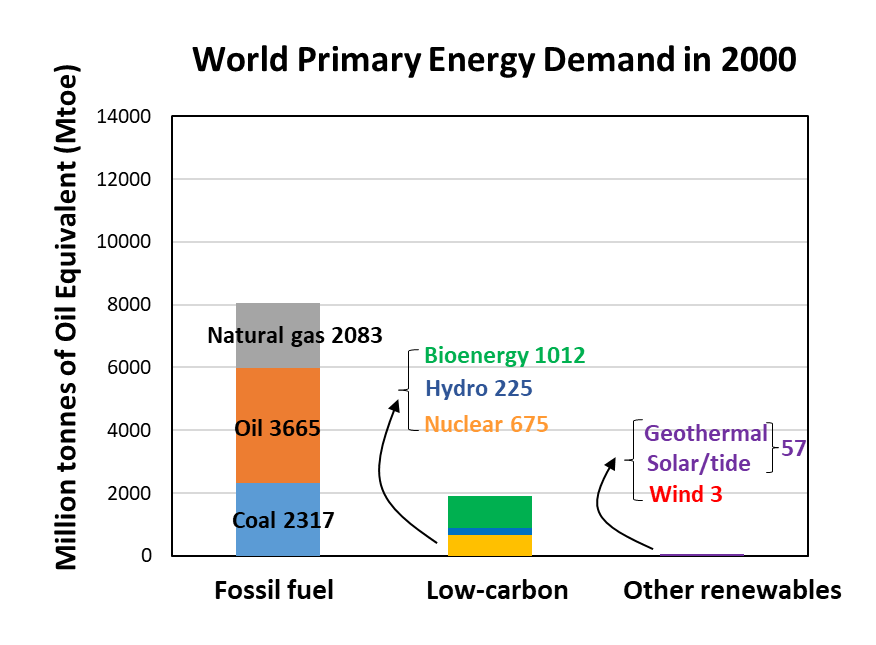 World Primary Energy Demand in 2000
Million tonnes of Oil Equivalent (Mtoe)
14000
12000
10000
8000
6000
4000
2000
0
Natural gas 2083
Oil 3665
Coal 2317
Bioenergy 1012
Hydro 225
Nuclear 675
Geothermal
Solar/tide
57
Wind 3
Fossil fuel
Low-carbon
Other renewables